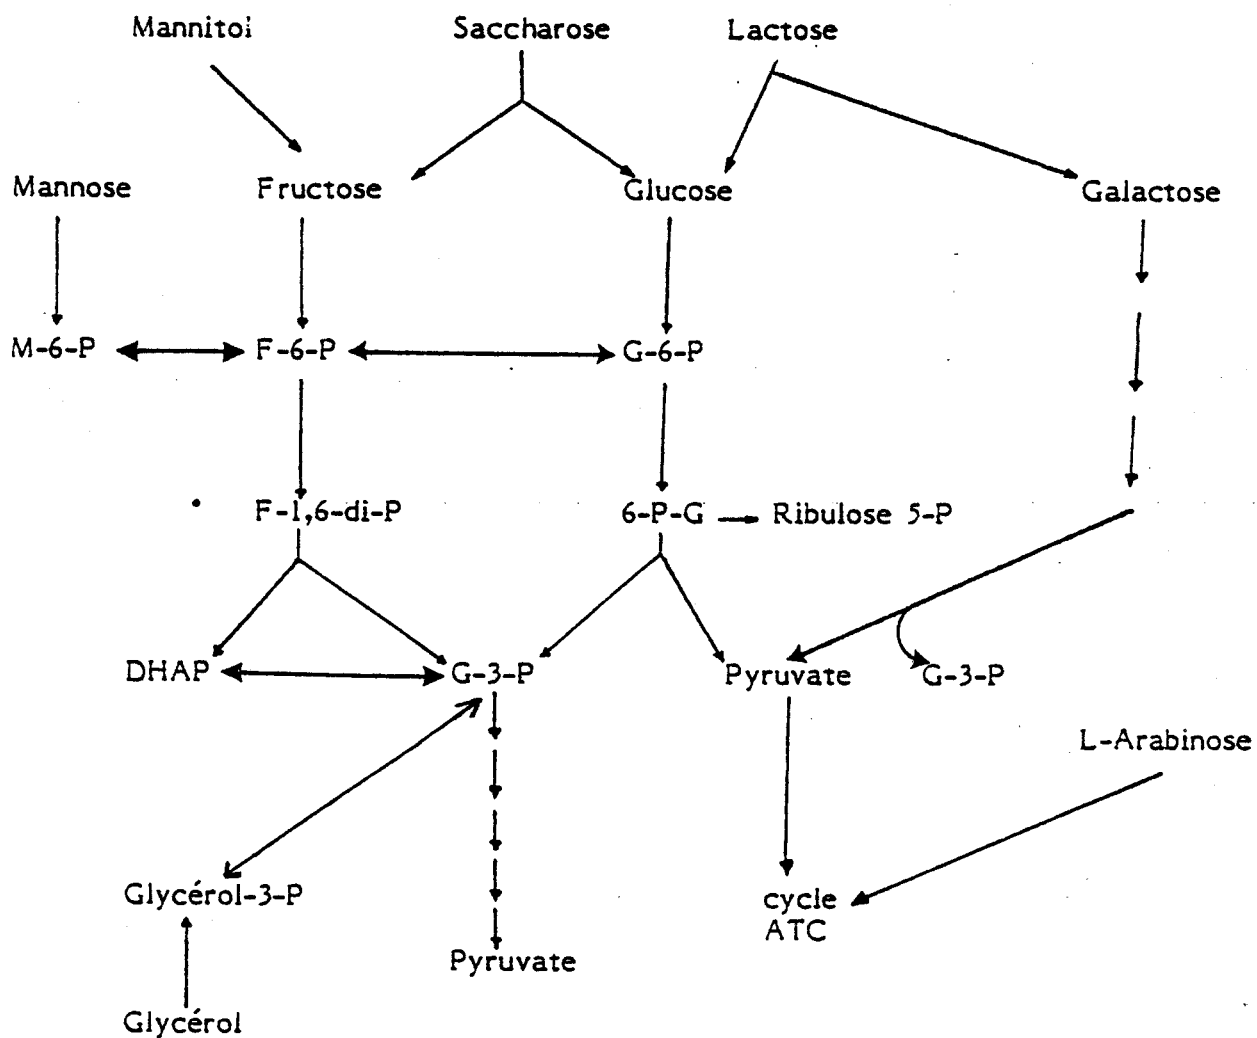 Mannitol
Saccharose
Lactose
Mannose
Fructose
Glucose
Galactose
M-6-P
F-6-P
G-6-P
F-1,6-di-P
6-P-G
Ribulose 5-P
DHAP
G-3-P
Pyruvate
G-3-P
L-Arabinose
Glycérol-3-P
cycle
ATC
Pyruvate
Glycérol